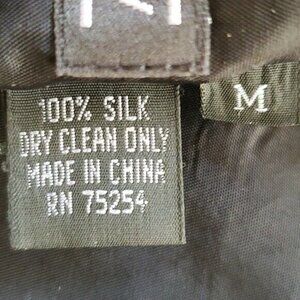 M
100% SILK
DRY CLEAN ONLY
MADE IN CHINA
RN 75254